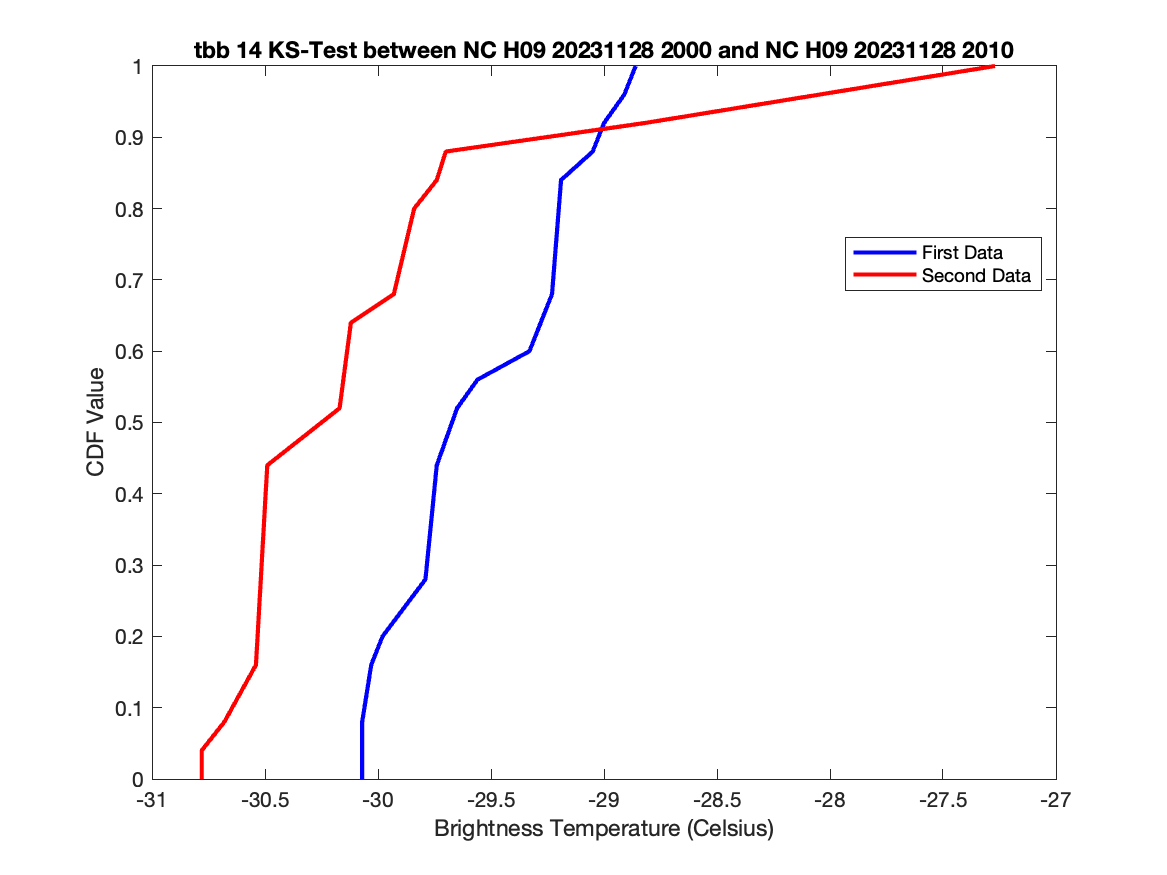 tbb 14 KS-Test between NC H09 20231128 2000 and NC H09 20231128 2010
1
0.9
0.8
0.7
0.6
0.5
0.4
0.3
0.2
0.1
0
CDF Value
First Data
Second Data
-31 -30.5 -30 -29.5 -29 -28.5 -28 -27.5 -27
Brightness Temperature (Celsius)